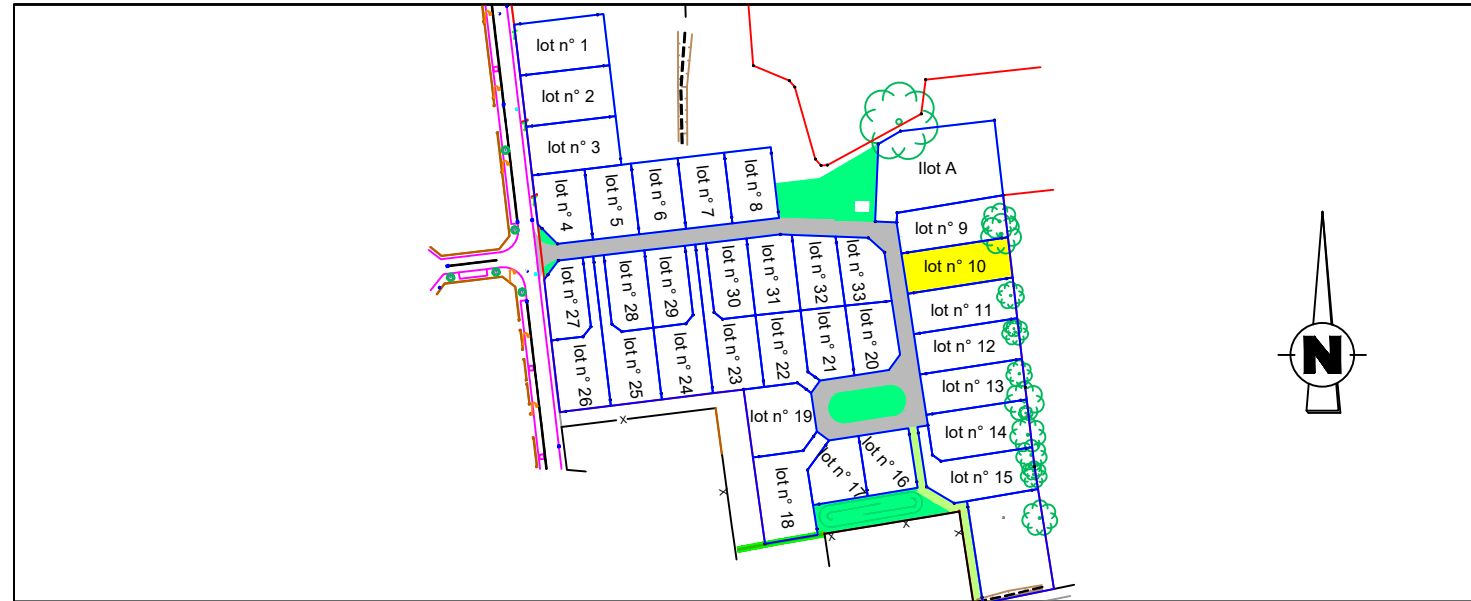 lot n° 1
lot n° 2
lot n° 3
lot n° 4
lot n° 5
lot n° 6
lot n° 7
lot n° 8
Ilot A
lot n° 9
lot n° 10
lot n° 11
lot n° 12
lot n° 13
lot n° 14
lot n° 15
lot n° 27
lot n° 28
lot n° 29
lot n° 30
lot n° 31
lot n° 32
lot n° 33
lot n° 26
lot n° 25
lot n° 24
lot n° 23
lot n° 22
lot n° 21
lot n° 20
lot n° 19
lot n° 18
lot n° 17
lot n° 16
N